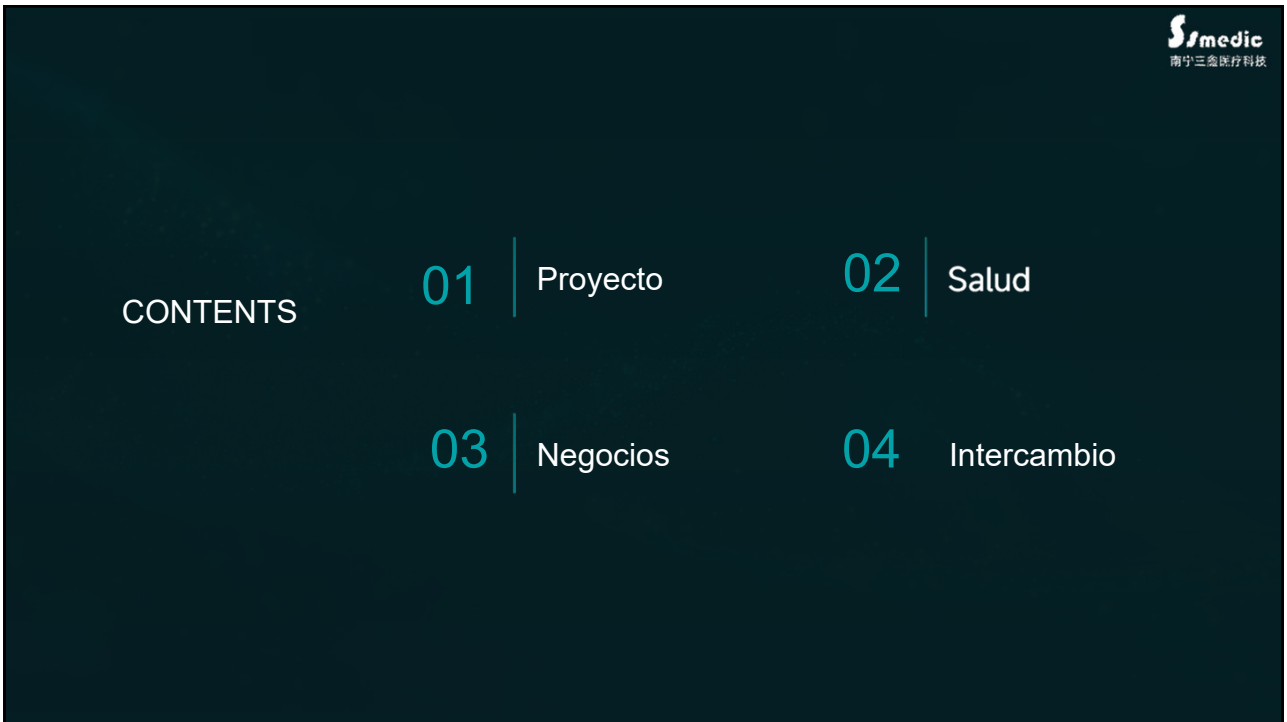 Ssmedic
南宁三鑫医疗科技
CONTENTS
01
Proyecto
02
Salud
03
Negocios
04
Intercambio